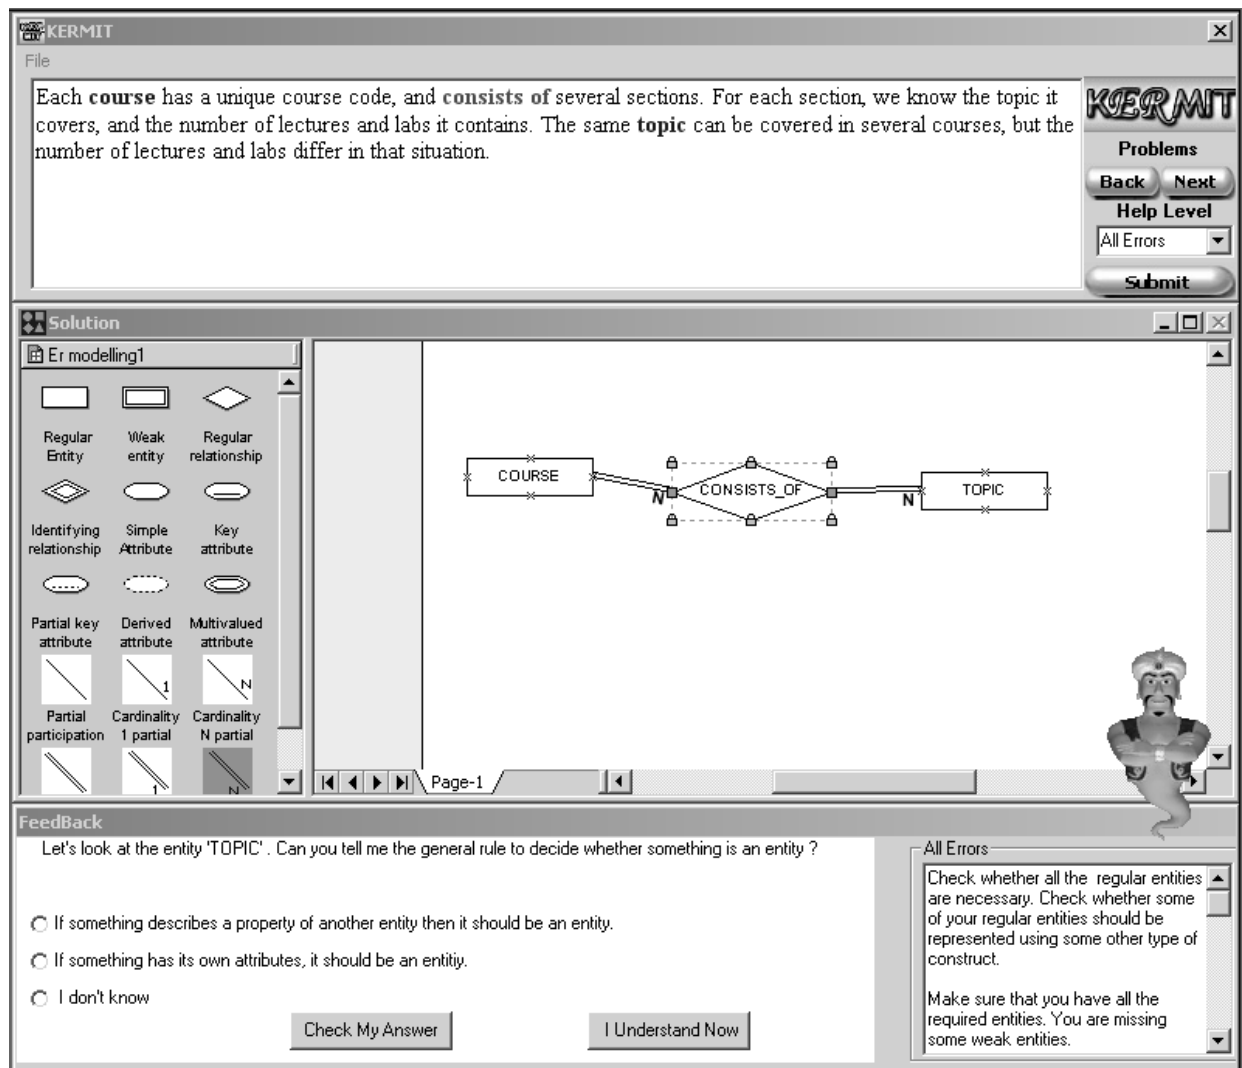 KERMIT
File
Each course has a unique course code, and consists of several sections. For each section, we know the topic it
covers, and the number of lectures and labs it contains. The same topic can be covered in several courses, but the
number of lectures and labs differ in that situation.
KERMIT
Problems
Back Next
Help Level
All Errors
Submit
Solution
Er modelling1
Regular Weak Regular
Entity entity relationship
Identifying Simple Key
relationship Attribute attribute
Partial key Derived Multivalued
attribute attribute attribute
1 N
Partial Cardinality Cardinality
participation 1 partial N partial
1 N
COURSE
N
CONSISTS_OF
N
TOPIC
Page-1
FeedBack
Let's look at the entity 'TOPIC' . Can you tell me the general rule to decide whether something is an entity ?
If something describes a property of another entity then it should be an entity.
If something has its own attributes, it should be an entitiy.
I don't know
Check My Answer
I Understand Now
All Errors
Check whether all the regular entities
are necessary. Check whether some
of your regular entities should be
represented using some other type of
construct.
Make sure that you have all the
required entities. You are missing
some weak entities.